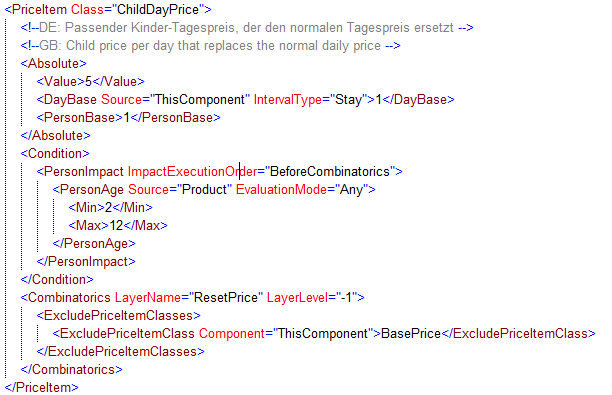 <PriceItem Class="ChildDayPrice">
<!--DE: Passender Kinder-Tagespreis, der den normalen Tagespreis ersetzt -->
<!--GB: Child price per day that replaces the normal daily price -->
<Absolute>
<Value>5</Value>
<DayBase Source="ThisComponent" IntervalType="Stay">1</DayBase>
<PersonBase>1</PersonBase>
</Absolute>
<Condition>
<PersonImpact ImpactExecutionOrder="BeforeCombinatorics">
<PersonAge Source="Product" EvaluationMode="Any">
<Min>2</Min>
<Max>12</Max>
</PersonAge>
</PersonImpact>
</Condition>
<Combinatorics LayerName="ResetPrice" LayerLevel="-1">
<ExcludePriceItemClasses>
<ExcludePriceItemClass Component="ThisComponent">BasePrice</ExcludePriceItemClass>
</ExcludePriceItemClasses>
</Combinatorics>
</PriceItem>